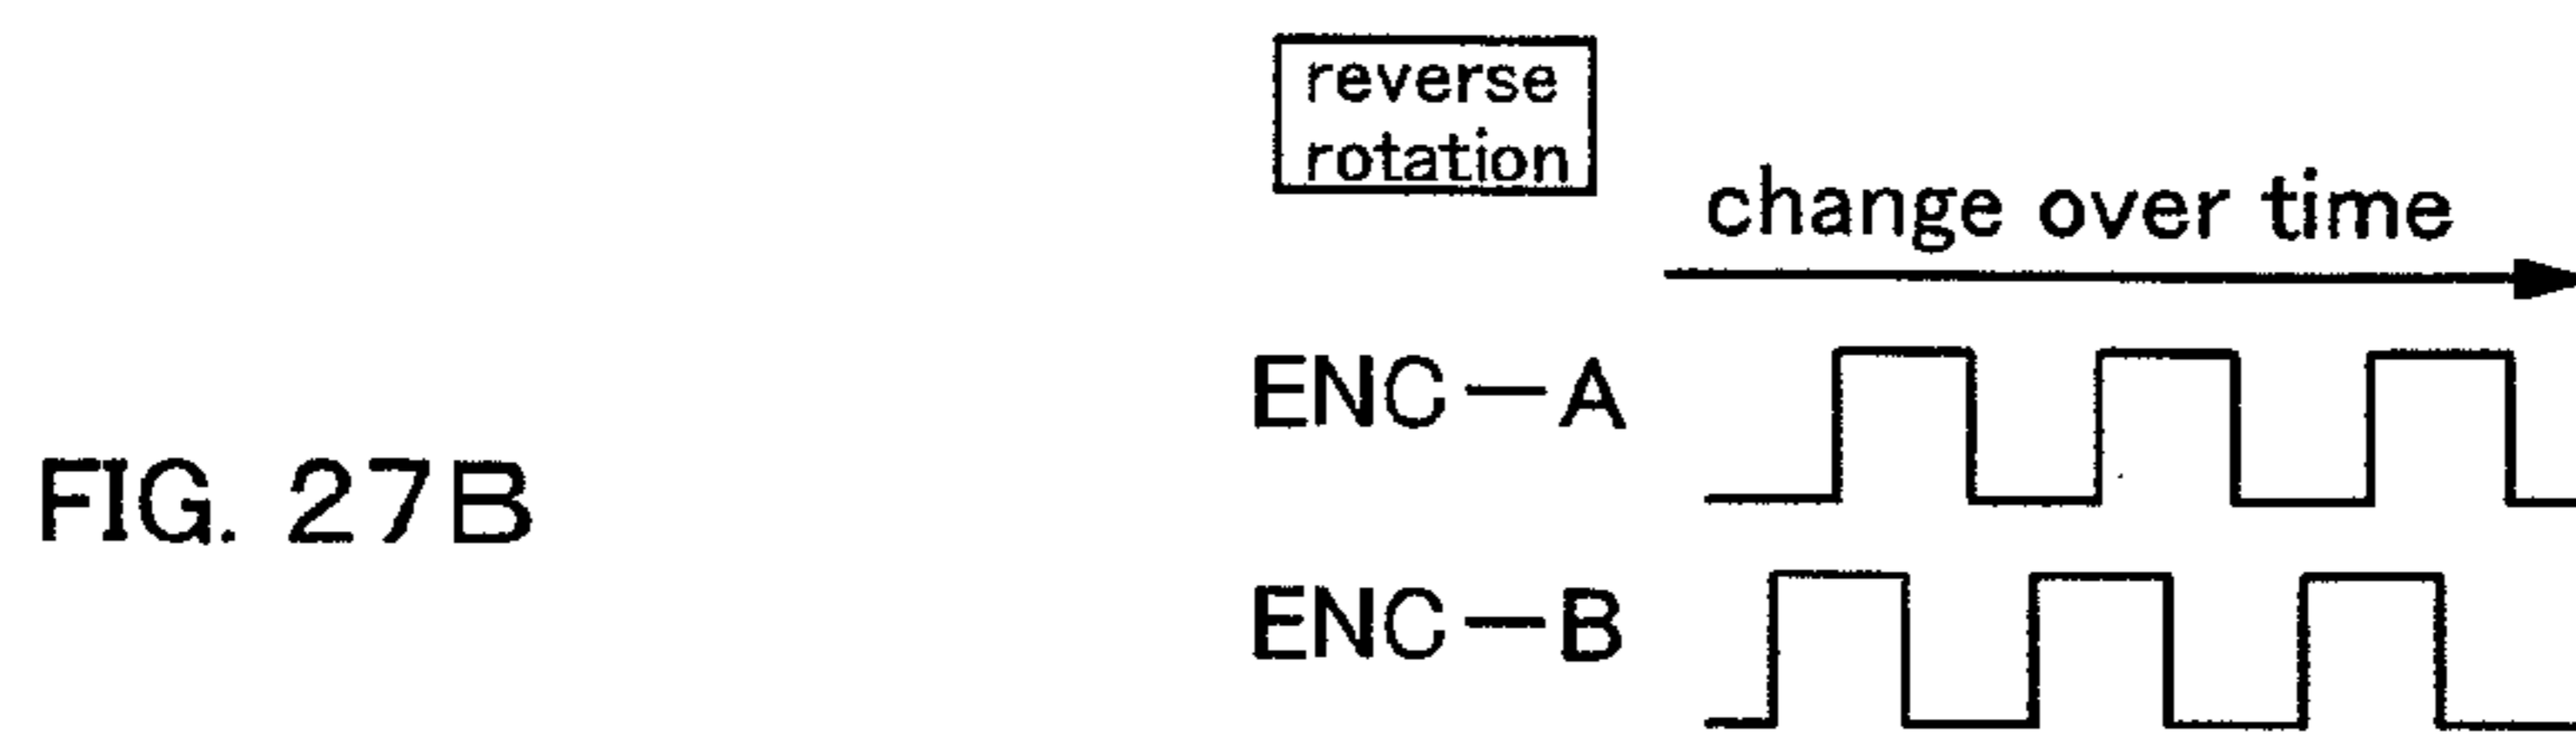 reverse
rotation
change over time
ENC-A
FIG. 27B
ENC-B